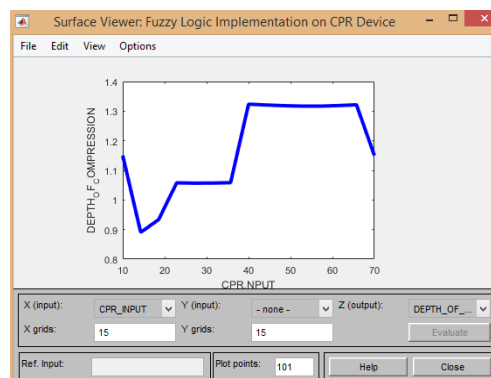 Surface Viewer: Fuzzy Logic Implementation on CPR Device
File Edit View Options
1.4
1.3
1.2
1.1
1
0.9
0.8
DEPTH_OF_COMPRESSION
10 20 30 40 50 60 70
CPR.NPUT
X (input): CPR_INPUT Y (input): - none - Z (output): DEPTH_OF_...
X grids: 15 Y grids: 15 Evaluate
Ref. Input: Plot points: 101 Help Close